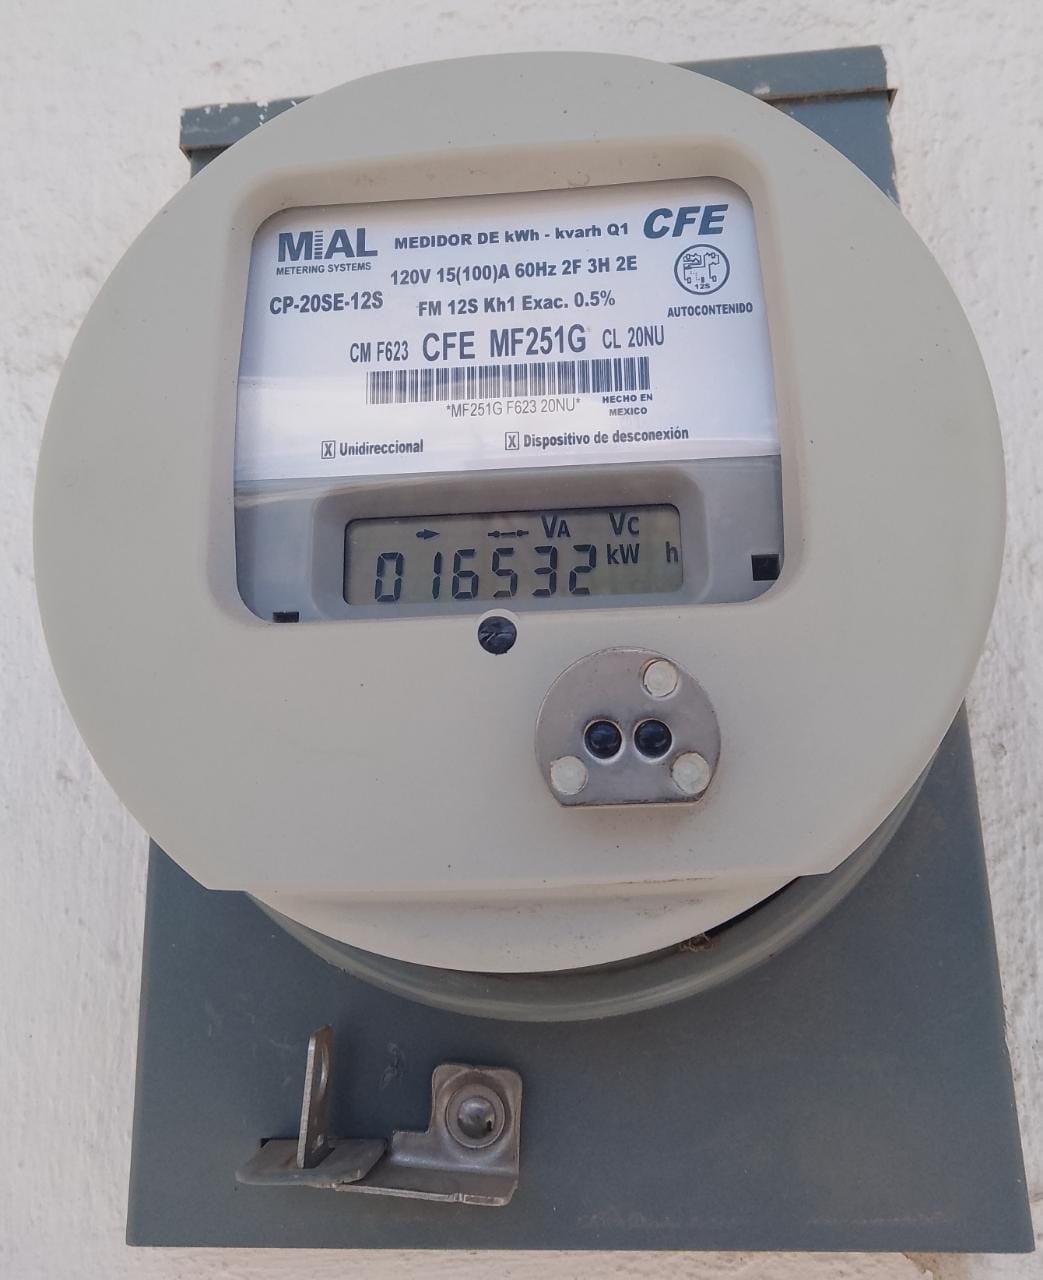 MIAL
METERING SYSTEMS
MEDIDOR DE kWh - kvarh Q1
CFE
120V 15(100)A 60Hz 2F 3H 2E
CP-20SE-12S
FM 12S Kh1 Exac. 0.5%
12S
AUTOCONTENIDO
CM F623 CFE MF251G CL 20NU
*MF251G F623 20NU*
HECHO EN
MEXICO
X Unidireccional
X Dispositivo de desconexión
VA VC
016532 kW h